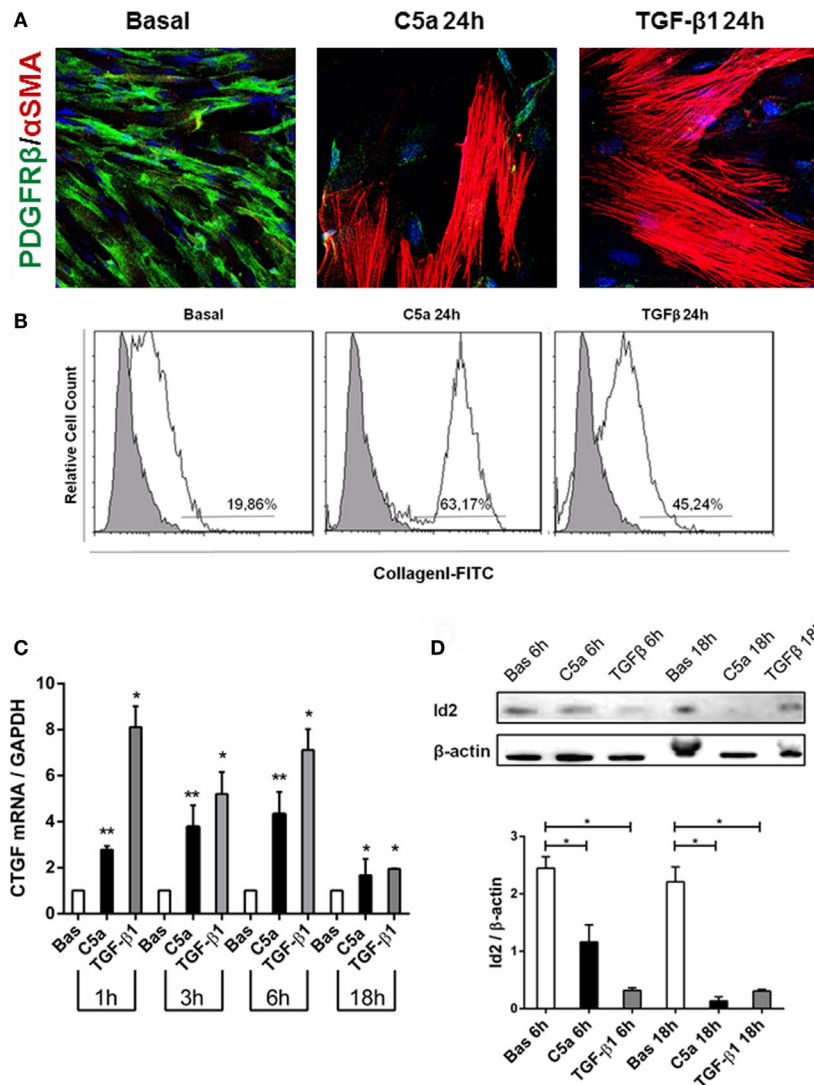 A
Basal
C5a 24h
TGF-β1 24h
PDGFRβ/αSMA
B
Basal
C5a 24h
TGFβ 24h
Relative Cell Count
19,86%
63,17%
45,24%
CollagenI-FITC
C
CTGF mRNA / GAPDH
10
8
6
4
2
0
*
**
*
**
*
**
*
*
Bas
C5a
TGF-β1
Bas
C5a
TGF-β1
Bas
C5a
TGF-β1
Bas
C5a
TGF-β1
1h
3h
6h
18h
D
Bas 6h
C5a 6h
TGFβ 6h
Bas 18h
C5a 18h
TGFβ 18h
Id2
β-actin
Id2 / β-actin
3
2
1
0
*
*
*
*
Bas 6h
C5a 6h
TGF-β1 6h
Bas 18h
C5a 18h
TGF-β1 18h